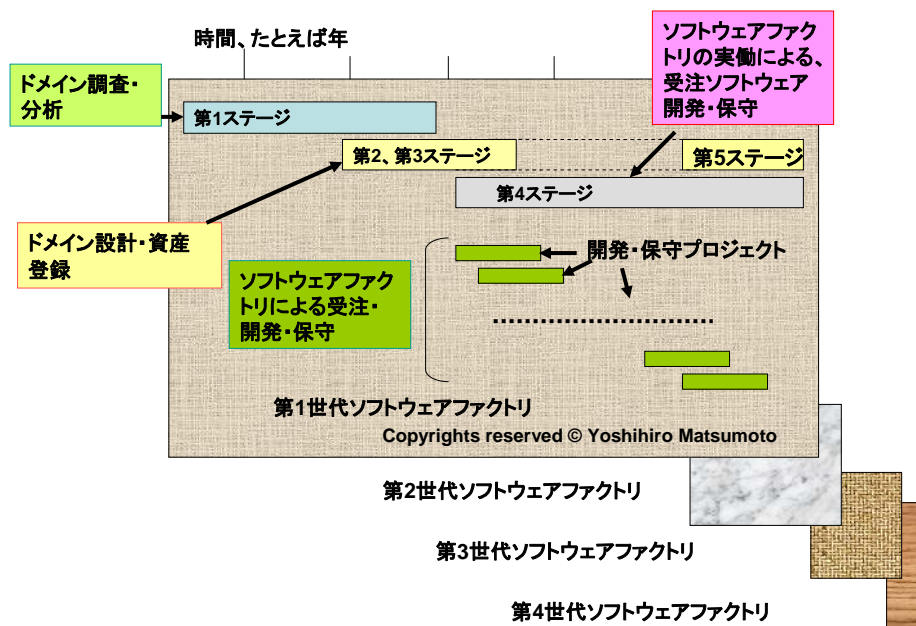 時間、たとえば年
ソフトウェアファク
トリの実働による、
受注ソフトウェア
開発・保守
ドメイン調査・
分析
第1ステージ
第2、第3ステージ
第5ステージ
第4ステージ
ドメイン設計・資産
登録
開発・保守プロジェクト
ソフトウェアファク
トリによる受注・
開発・保守
第1世代ソフトウェアファクトリ
Copyrights reserved © Yoshihiro Matsumoto
第2世代ソフトウェアファクトリ
第3世代ソフトウェアファクトリ
第4世代ソフトウェアファクトリ